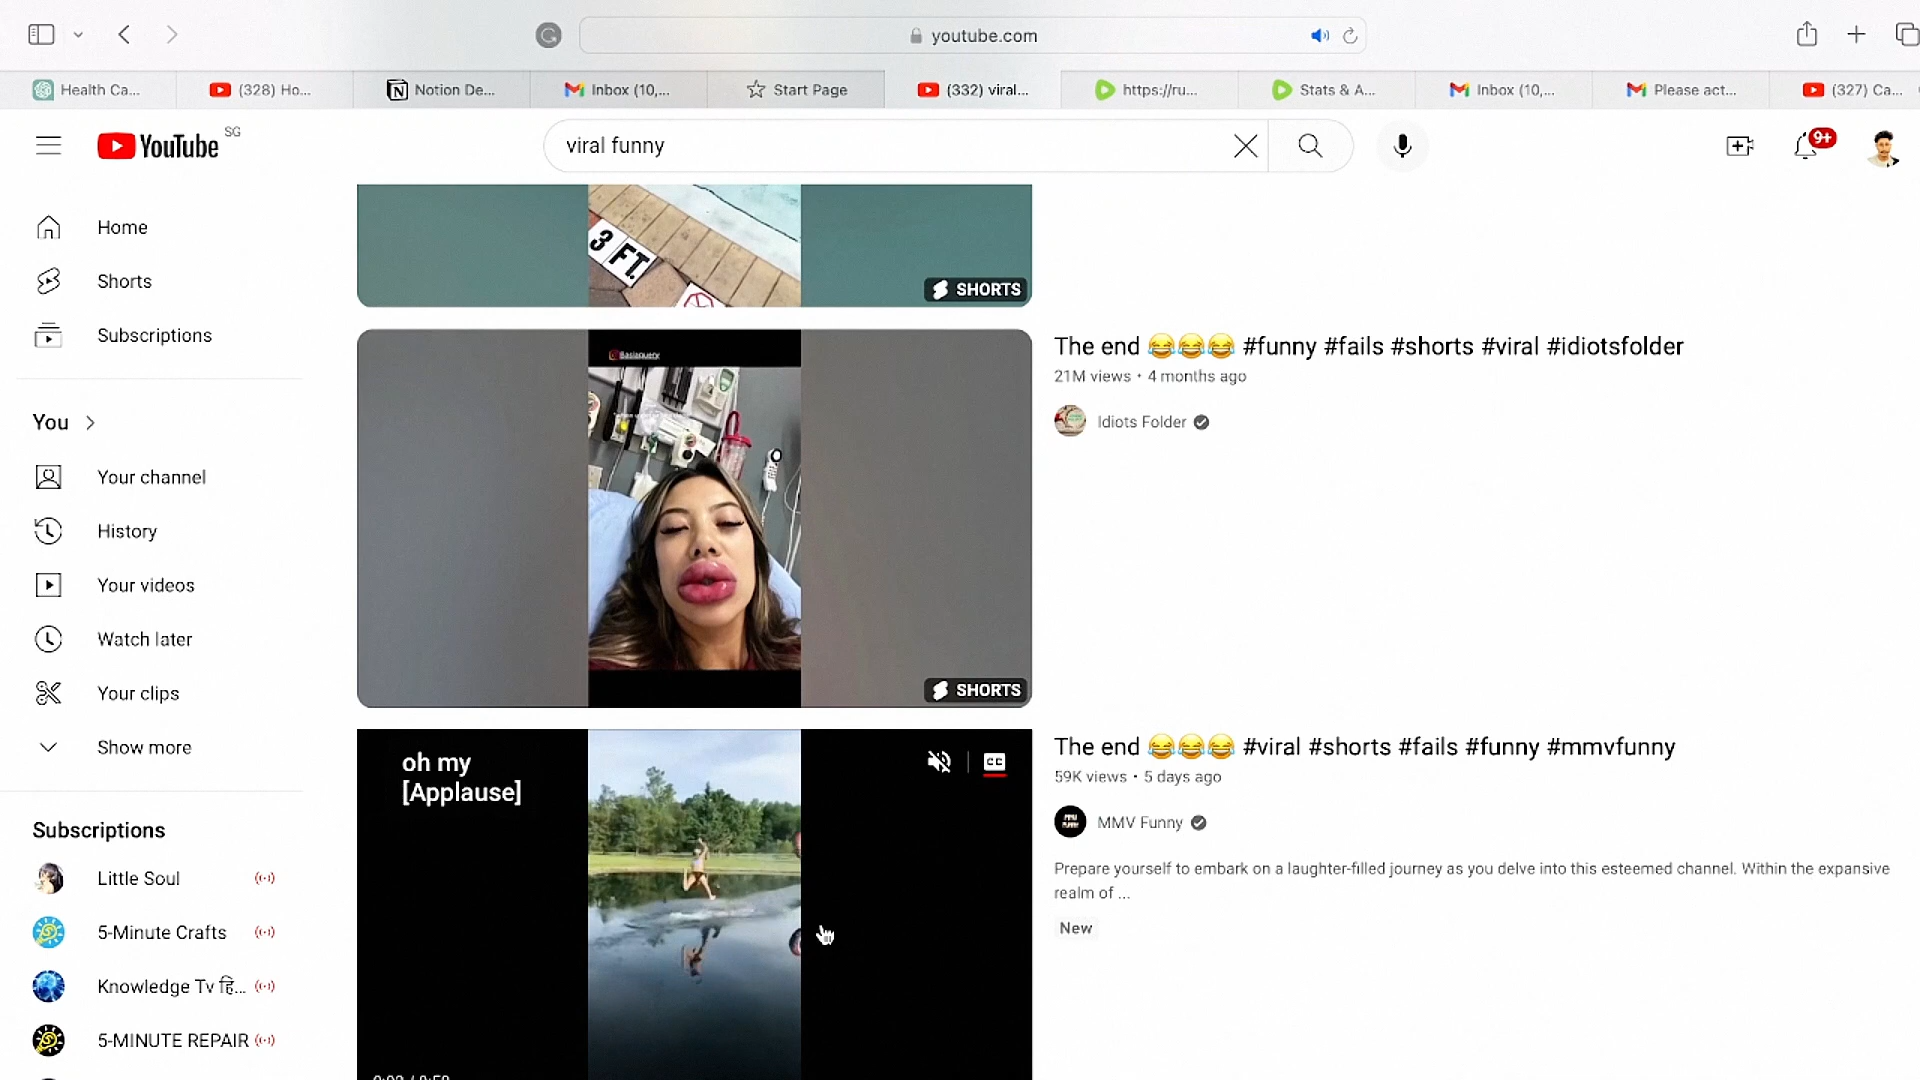 youtube.com
Health Ca...
(328) Ho...
Notion De...
Inbox (10,...
Start Page
(332) viral...
https://ru...
Stats & A...
Inbox (10,...
Please act...
(327) Ca...
YouTube
SG
viral funny
9+
Home
Shorts
Subscriptions
You
Your channel
History
Your videos
Watch later
Your clips
Show more
Subscriptions
Little Soul
5-Minute Crafts
Knowledge Tv हि...
5-MINUTE REPAIR
3 FT.
SHORTS
The end 😂😂😂 #funny #fails #shorts #viral #idiotsfolder
21M views • 4 months ago
Idiots Folder
SHORTS
oh my
[Applause]
CC
The end 😂😂😂 #viral #shorts #fails #funny #mmvfunny
59K views • 5 days ago
MMV Funny
Prepare yourself to embark on a laughter-filled journey as you delve into this esteemed channel. Within the expansive
realm of ...
New